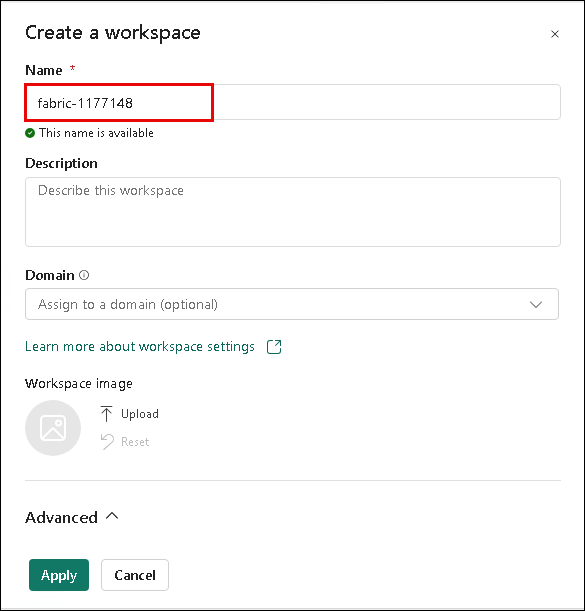 Create a workspace
Name *
fabric-1177148
This name is available
Description
Describe this workspace
Domain
Assign to a domain (optional)
Learn more about workspace settings
Workspace image
Upload
Reset
Advanced
Apply Cancel